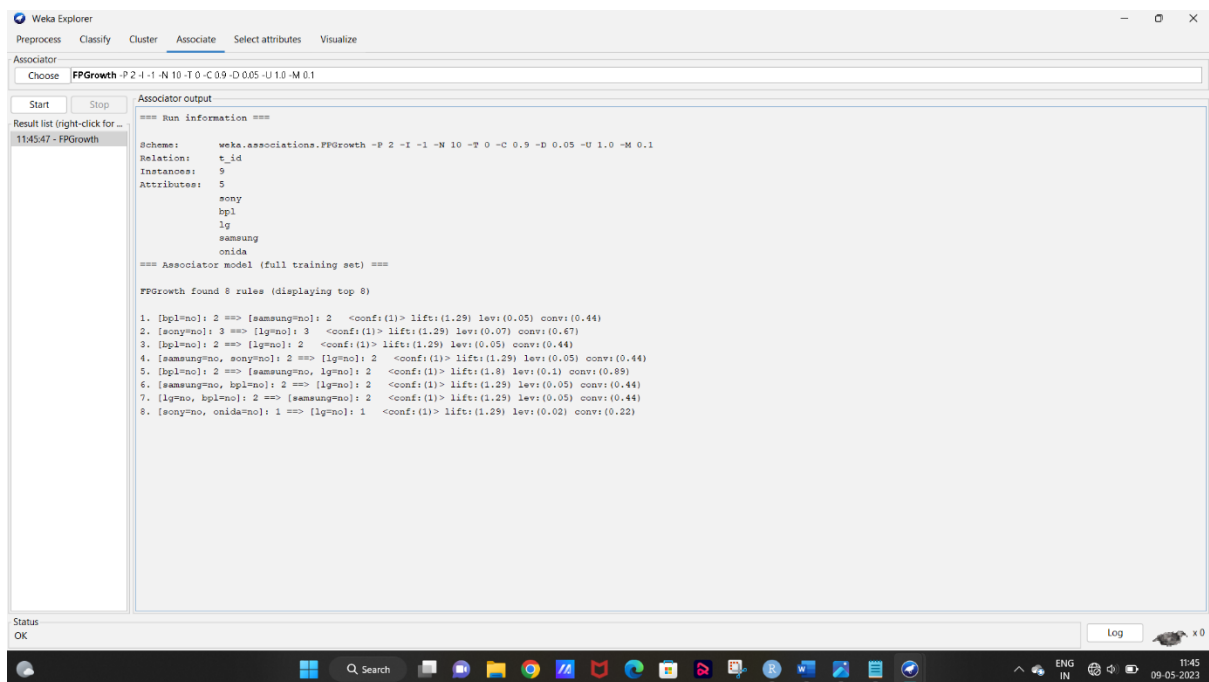 Weka Explorer
Preprocess Classify Cluster Associate Select attributes Visualize
Associator
Choose FPGrowth -P 2 -I -1 -N 10 -T 0 -C 0.9 -D 0.05 -U 1.0 -M 0.1
Start Stop
Associator output
Result list (right-click for ...
11:45:47 - FPGrowth
=== Run information ===
Scheme: weka.associations.FPGrowth -P 2 -I -1 -N 10 -T 0 -C 0.9 -D 0.05 -U 1.0 -M 0.1
Relation: t_id
Instances: 9
Attributes: 5
sony
bpl
lg
samsung
onida
=== Associator model (full training set) ===
FPGrowth found 8 rules (displaying top 8)
1. [bpl=no]: 2 ==> [samsung=no]: 2 <conf:(1)> lift:(1.29) lev:(0.05) conv:(0.44)
2. [sony=no]: 3 ==> [lg=no]: 3 <conf:(1)> lift:(1.29) lev:(0.07) conv:(0.67)
3. [bpl=no]: 2 ==> [lg=no]: 2 <conf:(1)> lift:(1.29) lev:(0.05) conv:(0.44)
4. [samsung=no, sony=no]: 2 ==> [lg=no]: 2 <conf:(1)> lift:(1.29) lev:(0.05) conv:(0.44)
5. [bpl=no]: 2 ==> [samsung=no, lg=no]: 2 <conf:(1)> lift:(1.8) lev:(0.1) conv:(0.89)
6. [samsung=no, bpl=no]: 2 ==> [lg=no]: 2 <conf:(1)> lift:(1.29) lev:(0.05) conv:(0.44)
7. [lg=no, bpl=no]: 2 ==> [samsung=no]: 2 <conf:(1)> lift:(1.29) lev:(0.05) conv:(0.44)
8. [sony=no, onida=no]: 1 ==> [lg=no]: 1 <conf:(1)> lift:(1.29) lev:(0.02) conv:(0.22)
Status
OK
Log
x 0
Search
ENG
IN
11:45
09-05-2023